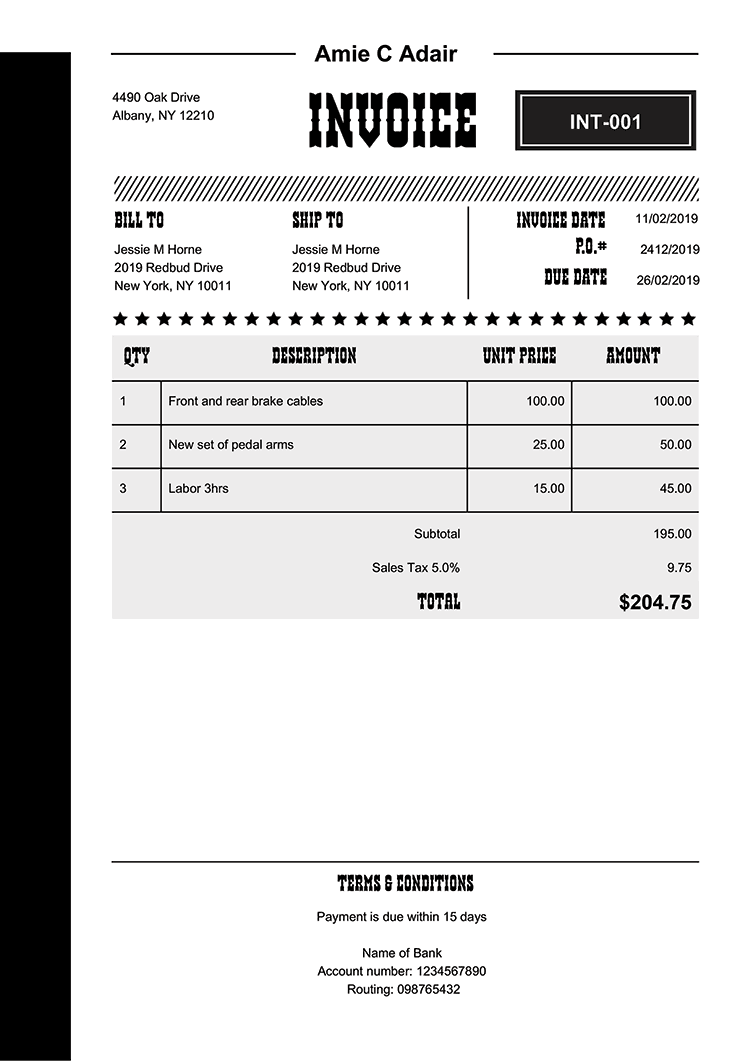 Amie C Adair
4490 Oak Drive
Albany, NY 12210
INVOICE
INT-001
BILL TO
Jessie M Horne
2019 Redbud Drive
New York, NY 10011
SHIP TO
Jessie M Horne
2019 Redbud Drive
New York, NY 10011
INVOICE DATE 11/02/2019
P.O.# 2412/2019
DUE DATE 26/02/2019
QTY DESCRIPTION UNIT PRICE AMOUNT
1 Front and rear brake cables 100.00 100.00
2 New set of pedal arms 25.00 50.00
3 Labor 3hrs 15.00 45.00
Subtotal 195.00
Sales Tax 5.0% 9.75
TOTAL $204.75
TERMS & CONDITIONS
Payment is due within 15 days
Name of Bank
Account number: 1234567890
Routing: 098765432